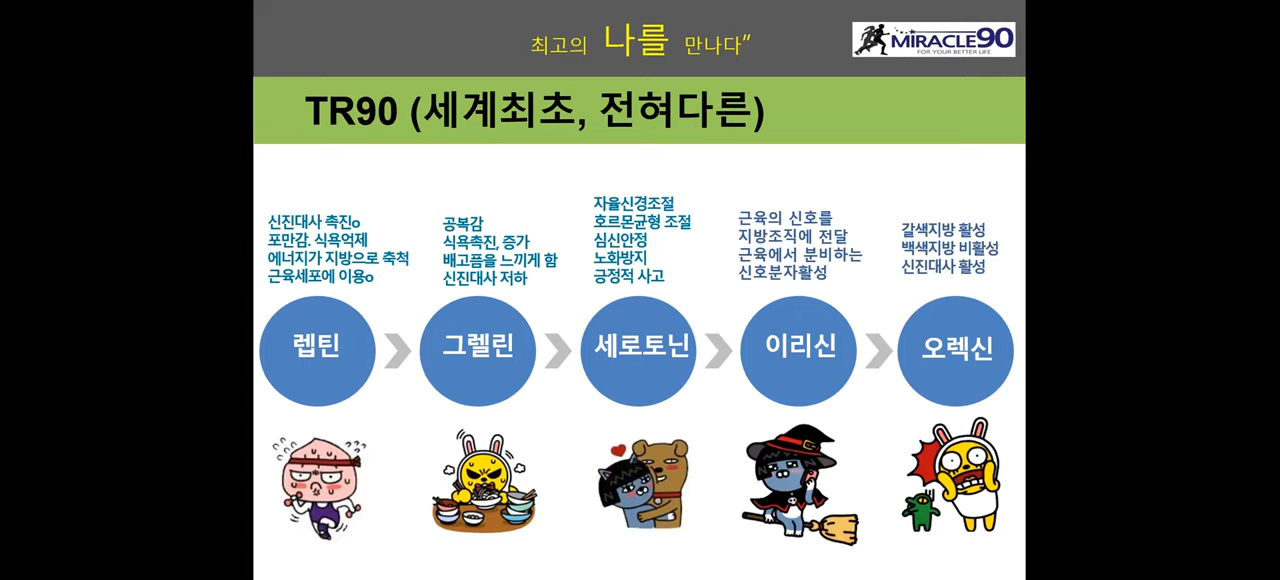 최고의 나를 만나다”
MIRACLE90
FOR YOUR BETTER LIFE
TR90 (세계최초, 전혀다른)
신진대사 촉진o
포만감. 식욕억제
에너지가 지방으로 축척
근육세포에 이용o
공복감
식욕촉진, 증가
배고픔을 느끼게 함
신진대사 저하
자율신경조절
호르몬균형 조절
심신안정
노화방지
긍정적 사고
근육의 신호를
지방조직에 전달
근육에서 분비하는
신호분자활성
갈색지방 활성
백색지방 비활성
신진대사 활성
렙틴
그렐린
세로토닌
이리신
오렉신